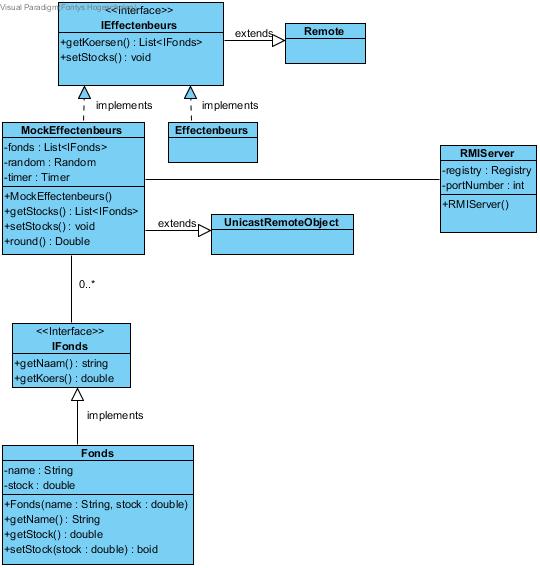 Visual Paradigm Fontys Hogeschool
<<Interface>>
IEffectenbeurs
+getKoersen() : List<IFonds>
+setStocks() : void
extends
Remote
implements
implements
MockEffectenbeurs
-fonds : List<IFonds>
-random : Random
-timer : Timer
+MockEffectenbeurs()
+getStocks() : List<IFonds>
+setStocks() : void
+round() : Double
Effectenbeurs
RMIServer
-registry : Registry
-portNumber : int
+RMIServer()
extends
UnicastRemoteObject
0..*
<<Interface>>
IFonds
+getNaam() : string
+getKoers() : double
implements
Fonds
-name : String
-stock : double
+Fonds(name : String, stock : double)
+getName() : String
+getStock() : double
+setStock(stock : double) : boid